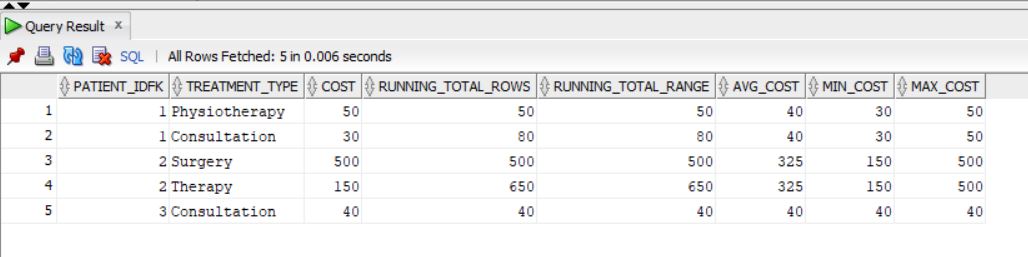 Query Result x
SQL | All Rows Fetched: 5 in 0.006 seconds
PATIENT_IDFK TREATMENT_TYPE COST RUNNING_TOTAL_ROWS RUNNING_TOTAL_RANGE AVG_COST MIN_COST MAX_COST
1 1 Physiotherapy 50 50 50 40 30 50
2 1 Consultation 30 80 80 40 30 50
3 2 Surgery 500 500 500 325 150 500
4 2 Therapy 150 650 650 325 150 500
5 3 Consultation 40 40 40 40 40 40